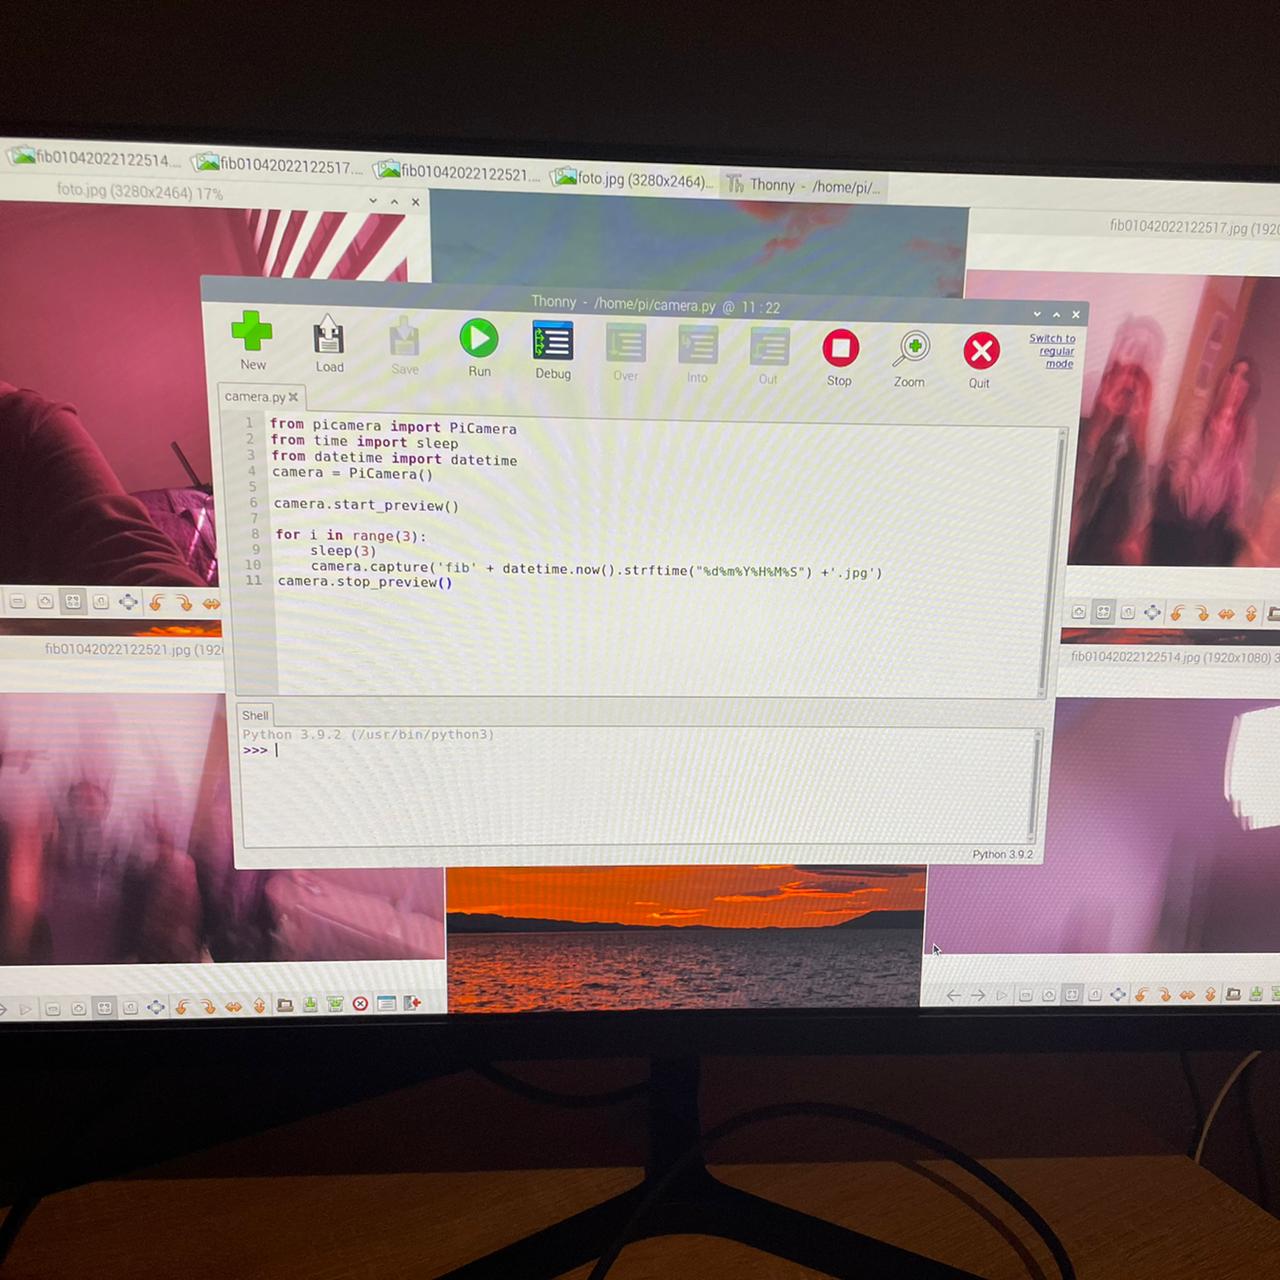 fib01042022122514....
fib01042022122517....
fib01042022122521....
foto.jpg (3280x2464)...
Thonny - /home/pi/...
foto.jpg (3280x2464) 17%
fib01042022122517.jpg (1920
Thonny - /home/pi/camera.py @ 11 : 22
New
Load
Save
Run
Debug
Over
Into
Out
Stop
Zoom
Quit
Switch to
regular
mode
camera.py
1 from picamera import PiCamera
2 from time import sleep
3 from datetime import datetime
4 camera = PiCamera()
5
6 camera.start_preview()
7
8 for i in range(3):
9 sleep(3)
10 camera.capture('fib' + datetime.now().strftime("%d%m%Y%H%M%S") +'.jpg')
11 camera.stop_preview()
fib01042022122521.jpg (192
fib01042022122514.jpg (1920x1080) 3
Shell
Python 3.9.2 (/usr/bin/python3)
>>>
Python 3.9.2